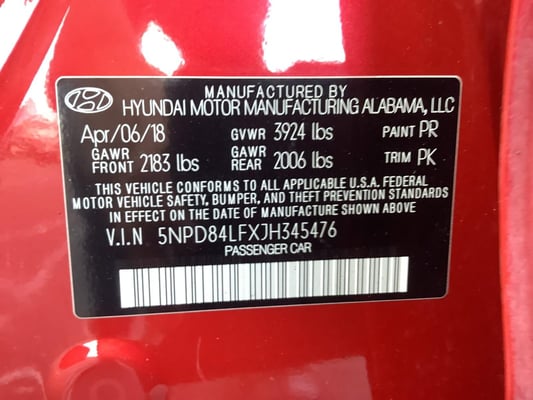 MANUFACTURED BY
HYUNDAI MOTOR MANUFACTURING ALABAMA, LLC
Apr/06/18 GVWR 3924 lbs PAINT PR
GAWR FRONT 2183 lbs GAWR REAR 2006 lbs TRIM PK
THIS VEHICLE CONFORMS TO ALL APPLICABLE U.S.A. FEDERAL
MOTOR VEHICLE SAFETY, BUMPER, AND THEFT PREVENTION STANDARDS
IN EFFECT ON THE DATE OF MANUFACTURE SHOWN ABOVE
V.I.N 5NPD84LFXJH345476
PASSENGER CAR